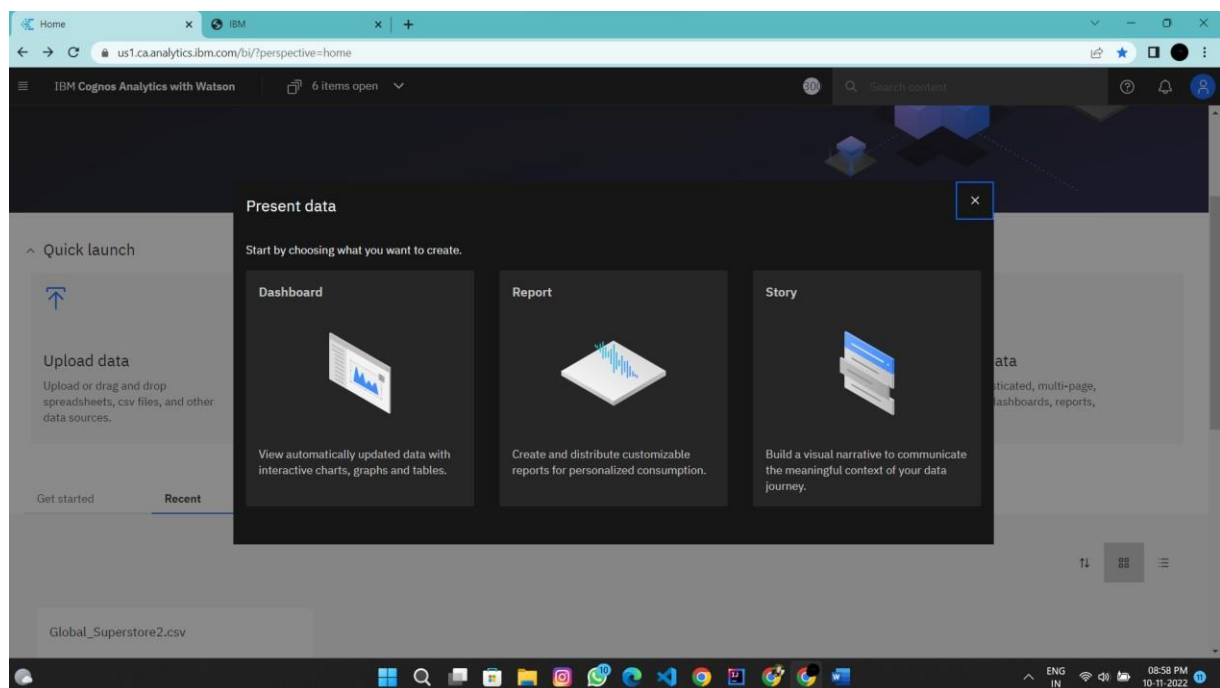 Home
IBM
us1.ca.analytics.ibm.com/bi/?perspective=home
IBM Cognos Analytics with Watson
6 items open
Search content
Present data
Start by choosing what you want to create.
Quick launch
Dashboard
Report
Story
Upload data
Upload or drag and drop
spreadsheets, csv files, and other
data sources.
ata
sticated, multi-page,
dashboards, reports,
View automatically updated data with
interactive charts, graphs and tables.
Create and distribute customizable
reports for personalized consumption.
Build a visual narrative to communicate
the meaningful context of your data
journey.
Get started
Recent
Global_Superstore2.csv
10
ENG
IN
08:58 PM
10-11-2022
11